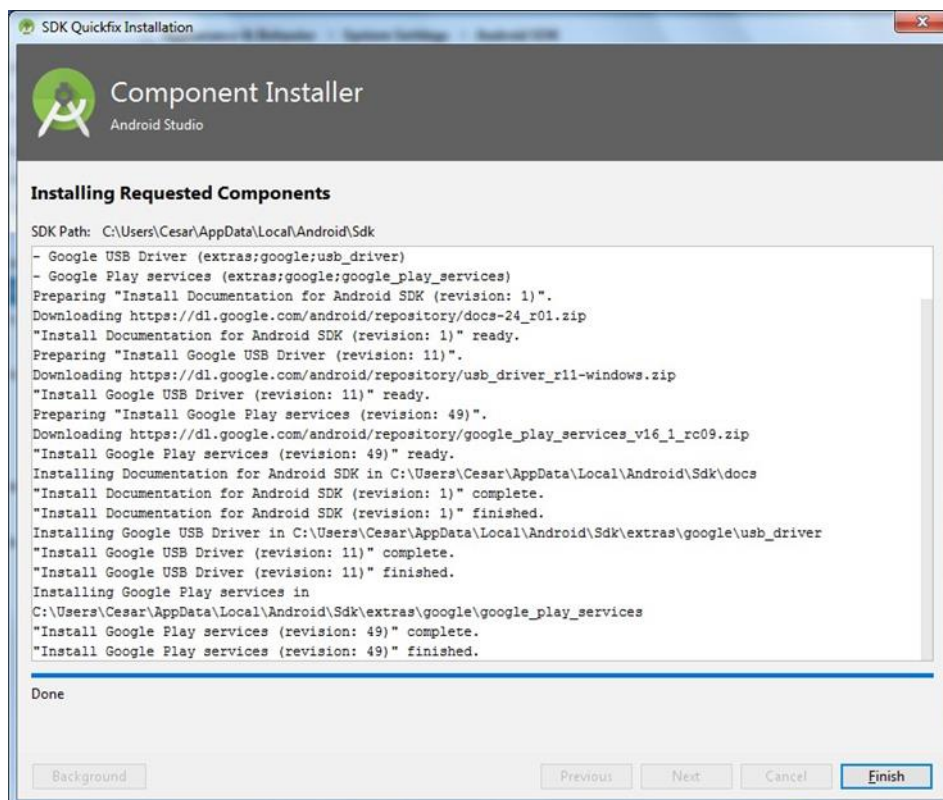 SDK Quickfix Installation
Component Installer
Android Studio
Installing Requested Components
SDK Path: C:\Users\Cesar\AppData\Local\Android\Sdk
- Google USB Driver (extras;google;usb_driver)
- Google Play services (extras;google;google_play_services)
Preparing "Install Documentation for Android SDK (revision: 1)".
Downloading https://dl.google.com/android/repository/docs-24_r01.zip
"Install Documentation for Android SDK (revision: 1)" ready.
Preparing "Install Google USB Driver (revision: 11)".
Downloading https://dl.google.com/android/repository/usb_driver_r11-windows.zip
"Install Google USB Driver (revision: 11)" ready.
Preparing "Install Google Play services (revision: 49)".
Downloading https://dl.google.com/android/repository/google_play_services_v16_1_rc09.zip
"Install Google Play services (revision: 49)" ready.
Installing Documentation for Android SDK in C:\Users\Cesar\AppData\Local\Android\Sdk\docs
"Install Documentation for Android SDK (revision: 1)" complete.
"Install Documentation for Android SDK (revision: 1)" finished.
Installing Google USB Driver in C:\Users\Cesar\AppData\Local\Android\Sdk\extras\google\usb_driver
"Install Google USB Driver (revision: 11)" complete.
"Install Google USB Driver (revision: 11)" finished.
Installing Google Play services in
C:\Users\Cesar\AppData\Local\Android\Sdk\extras\google\google_play_services
"Install Google Play services (revision: 49)" complete.
"Install Google Play services (revision: 49)" finished.
Done
Background Previous Next Cancel Finish